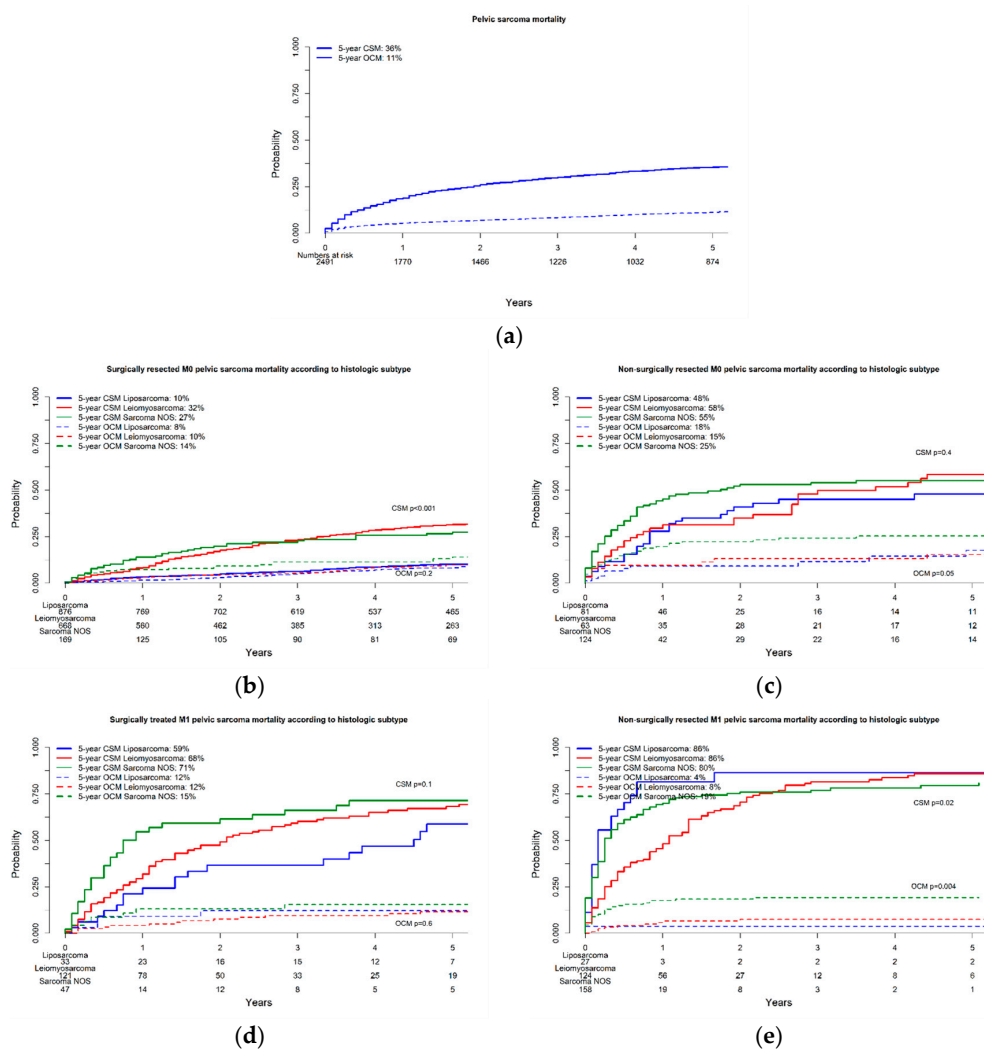 Pelvic sarcoma mortality
5-year CSM: 36%
5-year OCM: 11%
Probability
1.000
0.750
0.500
0.250
0.000
0 1 2 3 4 5
Numbers at risk
2491 1770 1466 1226 1032 874
Years
(a)
Surgically resected M0 pelvic sarcoma mortality according to histologic subtype
5-year CSM Liposarcoma: 10%
5-year CSM Leiomyosarcoma: 32%
5-year CSM Sarcoma NOS: 27%
5-year OCM Liposarcoma: 8%
5-year OCM Leiomyosarcoma: 10%
5-year OCM Sarcoma NOS: 14%
CSM p<0.001
OCM p=0.2
Probability
1.000
0.750
0.500
0.250
0.000
0 1 2 3 4 5
Liposarcoma
876 789 702 619 537 465
Leiomyosarcoma
668 560 462 385 313 263
Sarcoma NOS
169 125 105 90 81 69
Years
(b)
Non-surgically resected M0 pelvic sarcoma mortality according to histologic subtype
5-year CSM Liposarcoma: 48%
5-year CSM Leiomyosarcoma: 58%
5-year CSM Sarcoma NOS: 55%
5-year OCM Liposarcoma: 18%
5-year OCM Leiomyosarcoma: 15%
5-year OCM Sarcoma NOS: 25%
CSM p=0.4
OCM p=0.05
Probability
1.000
0.750
0.500
0.250
0.000
0 1 2 3 4 5
Liposarcoma
81 46 25 16 14 11
Leiomyosarcoma
63 35 28 21 17 12
Sarcoma NOS
124 42 29 22 16 14
Years
(c)
Surgically treated M1 pelvic sarcoma mortality according to histologic subtype
5-year CSM Liposarcoma: 59%
5-year CSM Leiomyosarcoma: 68%
5-year CSM Sarcoma NOS: 71%
5-year OCM Liposarcoma: 12%
5-year OCM Leiomyosarcoma: 12%
5-year OCM Sarcoma NOS: 15%
CSM p=0.1
OCM p=0.6
Probability
1.000
0.750
0.500
0.250
0.000
0 1 2 3 4 5
Liposarcoma
33 23 16 15 12 7
Leiomyosarcoma
121 78 50 33 25 19
Sarcoma NOS
47 14 12 8 5 5
Years
(d)
Non-surgically resected M1 pelvic sarcoma mortality according to histologic subtype
5-year CSM Liposarcoma: 86%
5-year CSM Leiomyosarcoma: 86%
5-year CSM Sarcoma NOS: 80%
5-year OCM Liposarcoma: 4%
5-year OCM Leiomyosarcoma: 8%
5-year OCM Sarcoma NOS: 19%
CSM p=0.02
OCM p=0.004
Probability
1.000
0.750
0.500
0.250
0.000
0 1 2 3 4 5
Liposarcoma
27 3 2 2 2 2
Leiomyosarcoma
124 56 27 12 8 6
Sarcoma NOS
158 19 8 3 2 1
Years
(e)